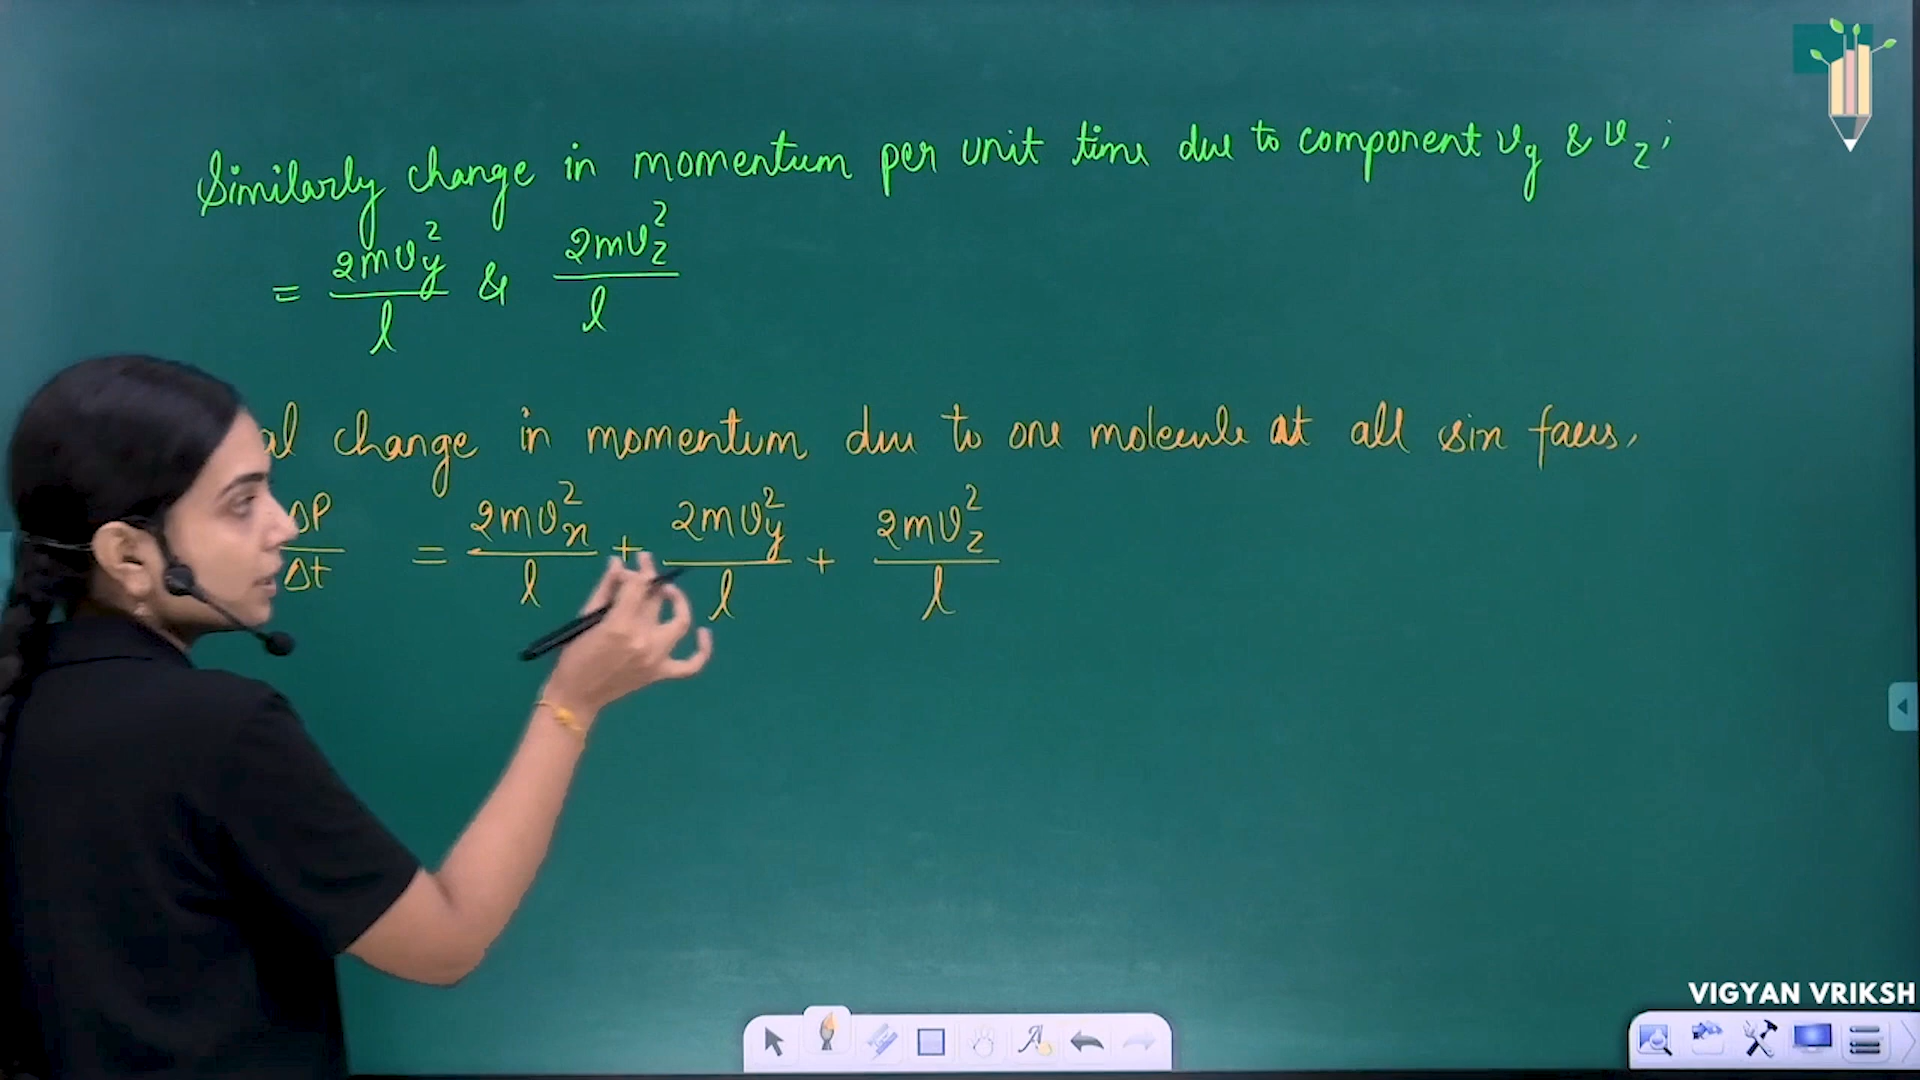 Similarly change in momentum per unit time due to component vy & vz;
= 2mvy²/l & 2mvz²/l
al change in momentum due to one molecule at all six faces,
ΔP/Δt = 2mvx²/l + 2mvy²/l + 2mvz²/l
VIGYAN VRIKSH